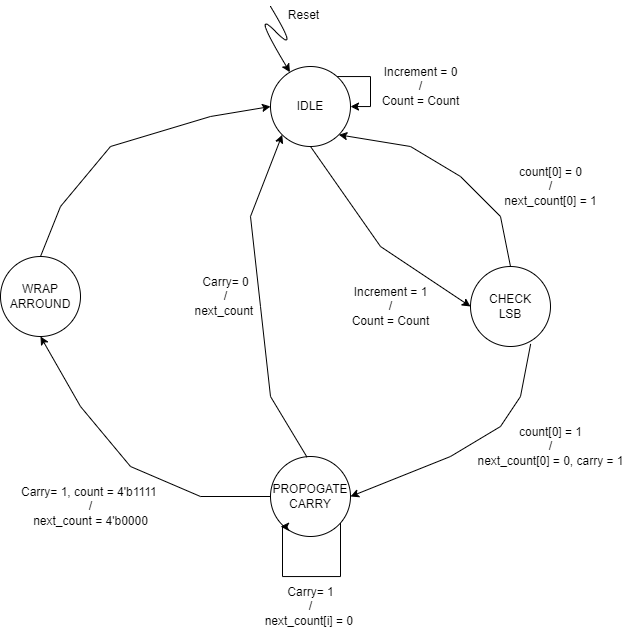 Reset
IDLE
Increment = 0
/
Count = Count
count[0] = 0
/
next_count[0] = 1
WRAP
ARROUND
Carry= 0
/
next_count
Increment = 1
/
Count = Count
CHECK
LSB
count[0] = 1
/
next_count[0] = 0, carry = 1
PROPOGATE
CARRY
Carry= 1, count = 4'b1111
/
next_count = 4'b0000
Carry= 1
/
next_count[i] = 0